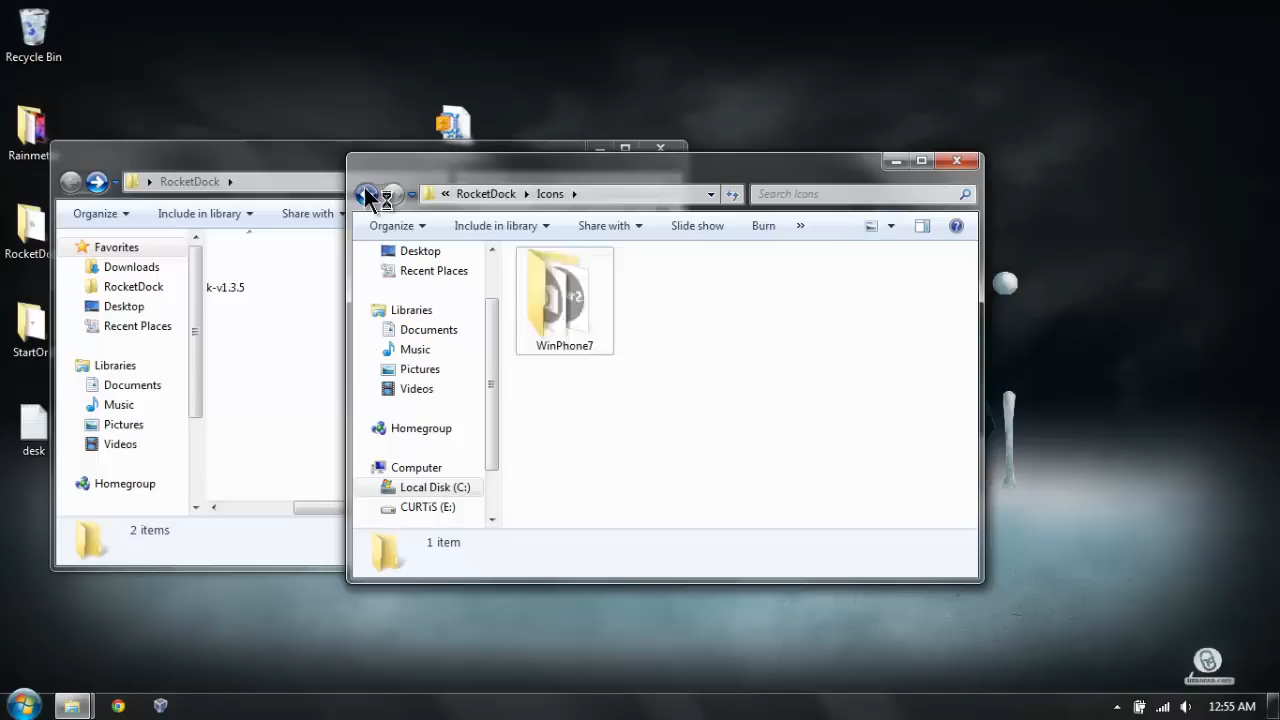 Recycle Bin
Rainmet
RocketDo
StartOr
desk
RocketDock
Organize
Include in library
Share with
Favorites
Downloads
RocketDock
Desktop
Recent Places
Libraries
Documents
Music
Pictures
Videos
Homegroup
k-v1.3.5
2 items
« RocketDock Icons
Search Icons
Organize
Include in library
Share with
Slide show
Burn
»
Desktop
Recent Places
Libraries
Documents
Music
Pictures
Videos
Homegroup
Computer
Local Disk (C:)
CURTiS (E:)
WinPhone7
1 item
12:55 AM